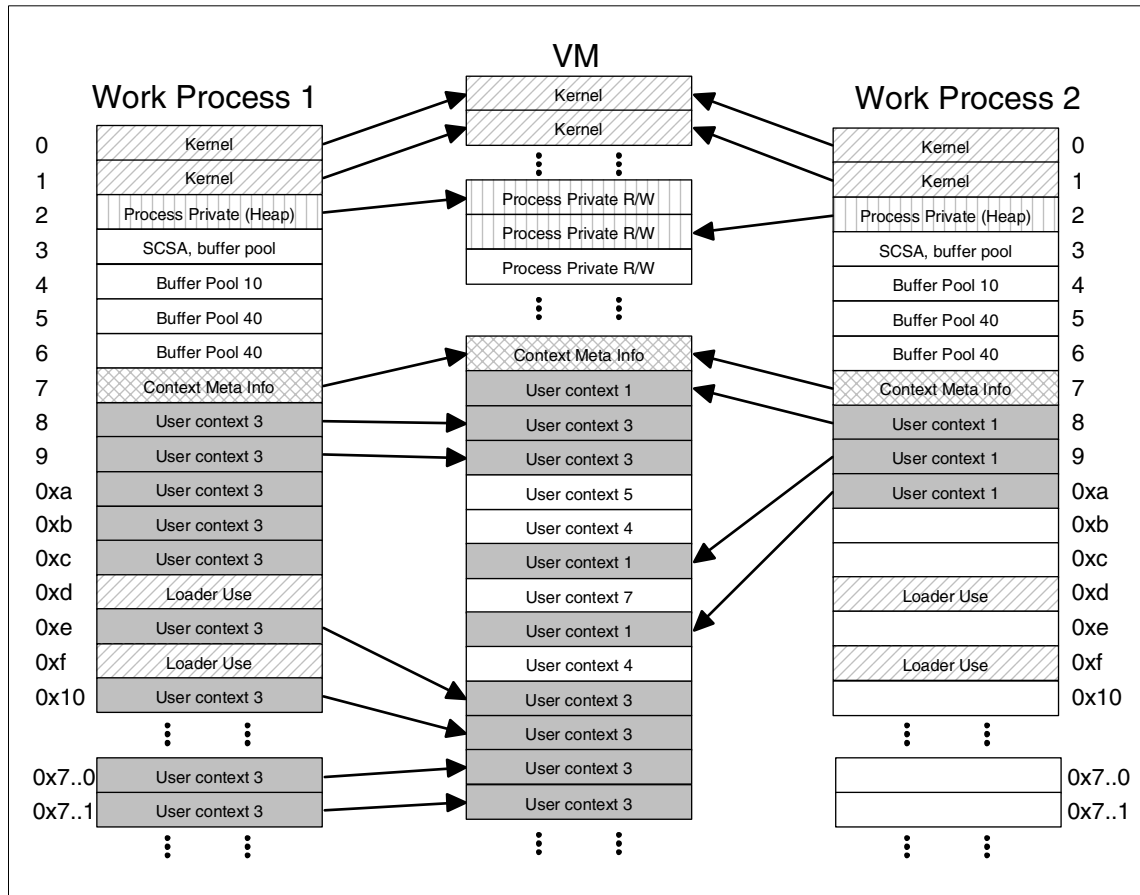 VM
Work Process 1
Work Process 2
0
Kernel
1
Kernel
2
Process Private (Heap)
3
SCSA, buffer pool
4
Buffer Pool 10
5
Buffer Pool 40
6
Buffer Pool 40
7
Context Meta Info
8
User context 3
9
User context 3
0xa
User context 3
0xb
User context 3
0xc
User context 3
0xd
Loader Use
0xe
User context 3
0xf
Loader Use
0x10
User context 3
0x7..0
User context 3
0x7..1
User context 3
Kernel
Kernel
Process Private R/W
Process Private R/W
Process Private R/W
Context Meta Info
User context 1
User context 3
User context 3
User context 5
User context 4
User context 1
User context 7
User context 1
User context 4
User context 3
User context 3
User context 3
User context 3
Kernel
0
Kernel
1
Process Private (Heap)
2
SCSA, buffer pool
3
Buffer Pool 10
4
Buffer Pool 40
5
Buffer Pool 40
6
Context Meta Info
7
User context 1
8
User context 1
9
User context 1
0xa
0xb
0xc
Loader Use
0xd
0xe
Loader Use
0xf
0x10
0x7..0
0x7..1